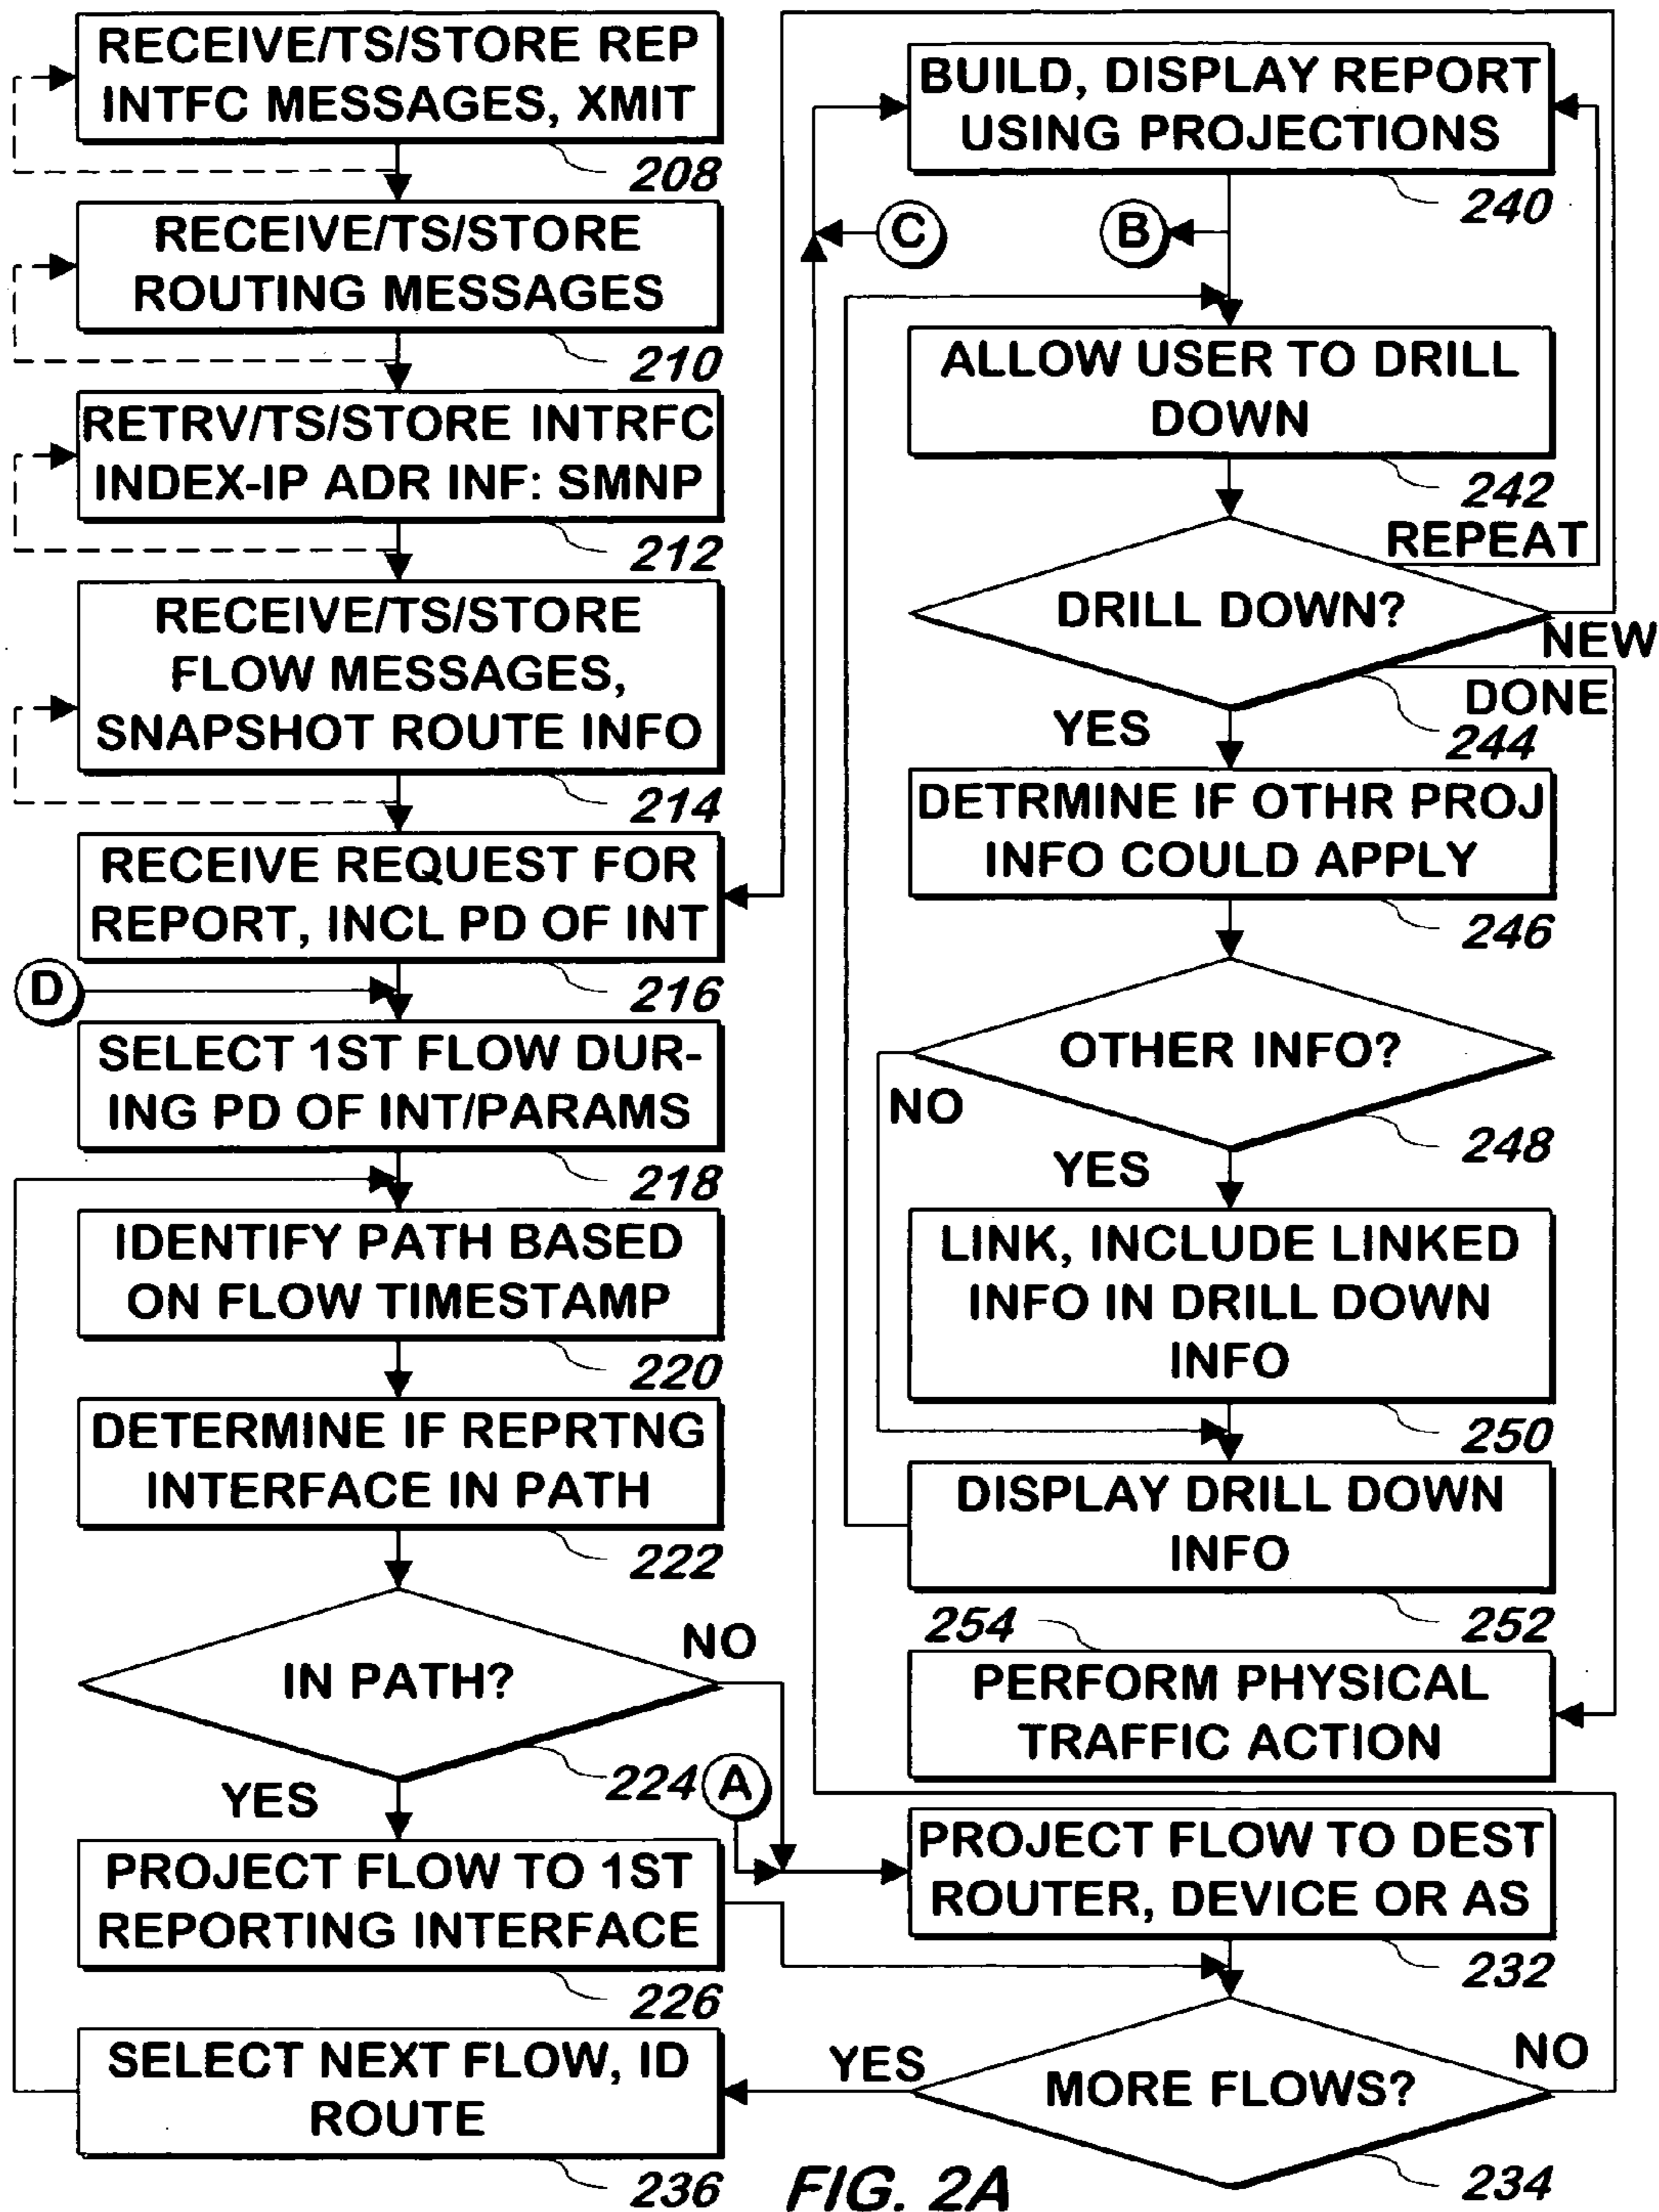 RECEIVE/TS/STORE REP
INTFC MESSAGES, XMIT
208
RECEIVE/TS/STORE
ROUTING MESSAGES
210
RETRV/TS/STORE INTRFC
INDEX-IP ADR INF: SMNP
212
RECEIVE/TS/STORE
FLOW MESSAGES,
SNAPSHOT ROUTE INFO
214
RECEIVE REQUEST FOR
REPORT, INCL PD OF INT
216
D
SELECT 1ST FLOW DUR-
ING PD OF INT/PARAMS
218
IDENTIFY PATH BASED
ON FLOW TIMESTAMP
220
DETERMINE IF REPRTNG
INTERFACE IN PATH
222
IN PATH?
NO
224
YES
A
PROJECT FLOW TO 1ST
REPORTING INTERFACE
226
SELECT NEXT FLOW, ID
ROUTE
236
BUILD, DISPLAY REPORT
USING PROJECTIONS
240
C
B
ALLOW USER TO DRILL
DOWN
242
REPEAT
DRILL DOWN?
NEW
DONE
244
YES
DETRMINE IF OTHR PROJ
INFO COULD APPLY
246
OTHER INFO?
NO
248
YES
LINK, INCLUDE LINKED
INFO IN DRILL DOWN
INFO
250
DISPLAY DRILL DOWN
INFO
252
254
PERFORM PHYSICAL
TRAFFIC ACTION
PROJECT FLOW TO DEST
ROUTER, DEVICE OR AS
232
MORE FLOWS?
YES
NO
234
FIG. 2A